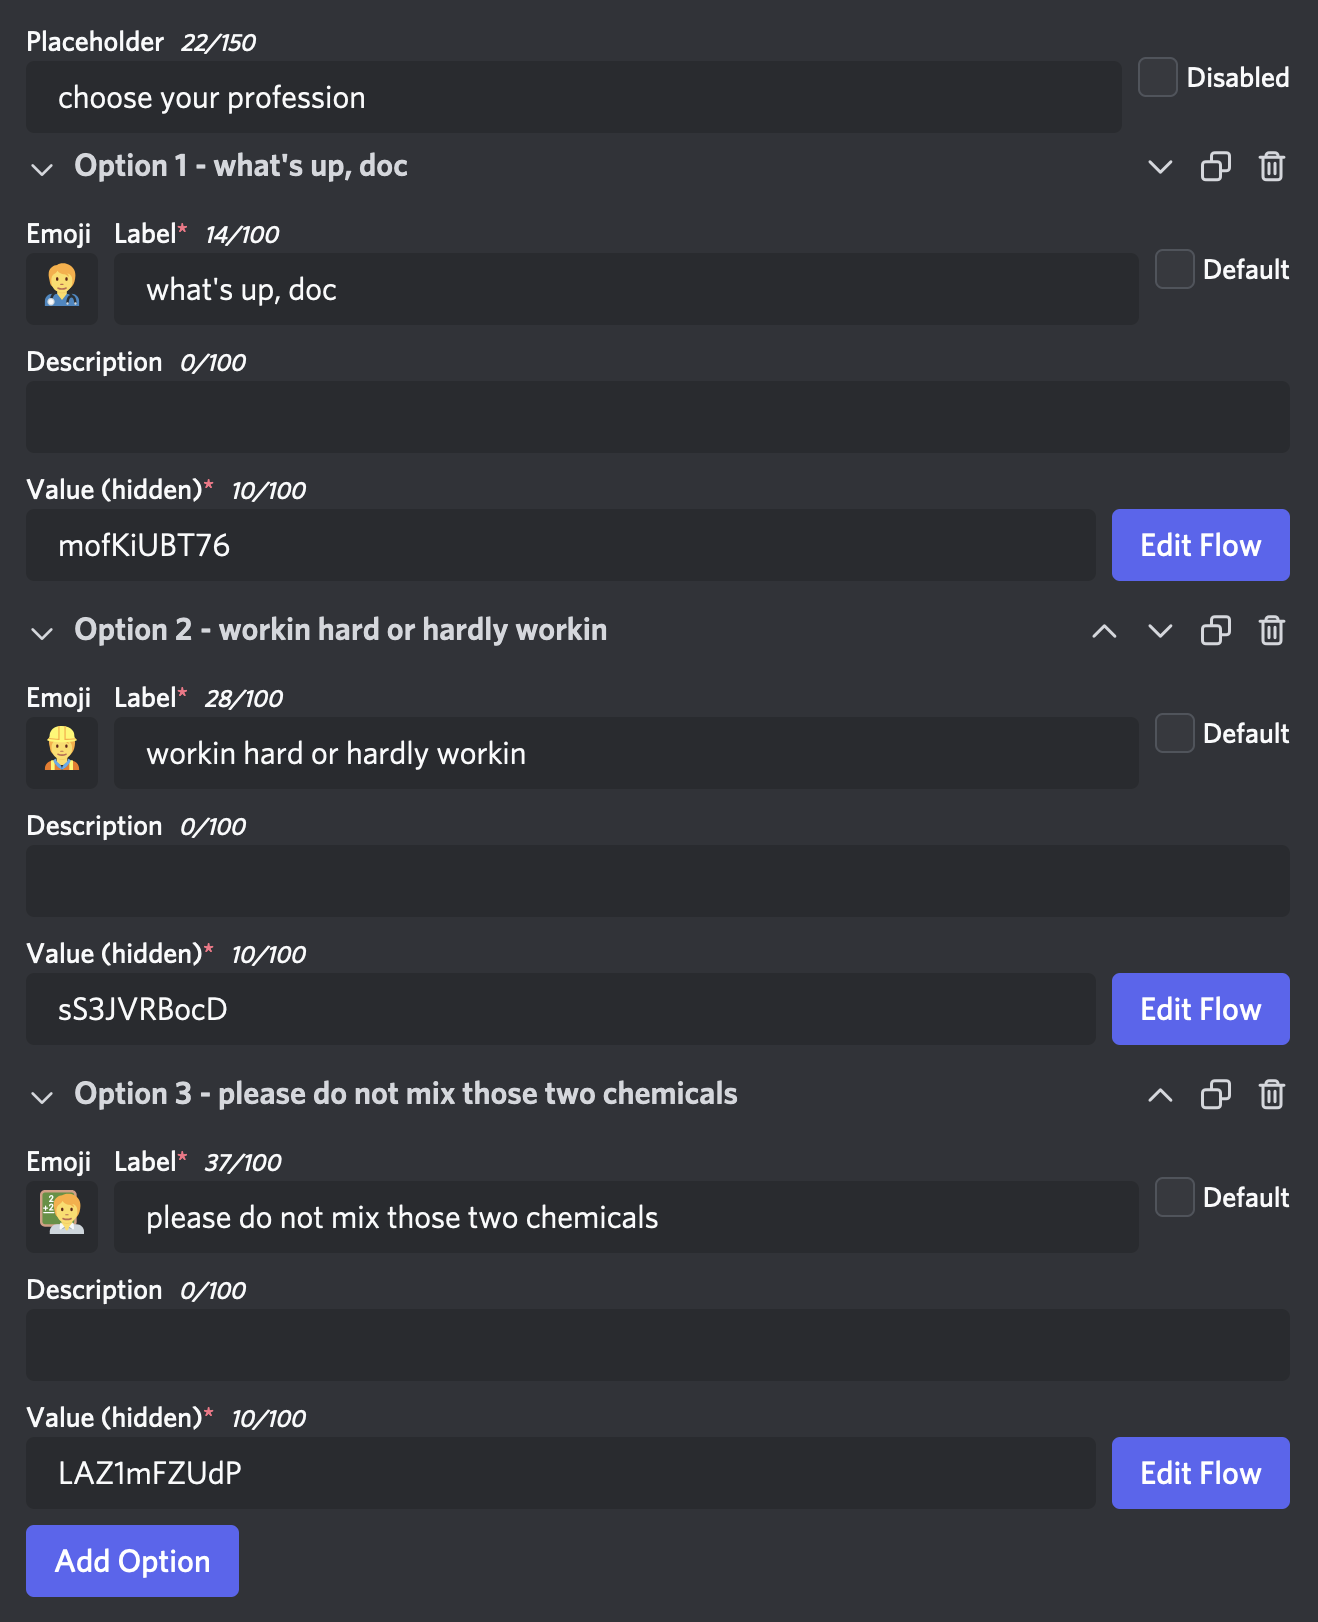 Placeholder 22/150
choose your profession
Disabled
Option 1 - what's up, doc
Emoji Label* 14/100
what's up, doc
Default
Description 0/100
Value (hidden)* 10/100
mofKiUBT76
Edit Flow
Option 2 - workin hard or hardly workin
Emoji Label* 28/100
workin hard or hardly workin
Default
Description 0/100
Value (hidden)* 10/100
sS3JVRBocD
Edit Flow
Option 3 - please do not mix those two chemicals
Emoji Label* 37/100
2
+2
please do not mix those two chemicals
Default
Description 0/100
Value (hidden)* 10/100
LAZ1mFZUdP
Edit Flow
Add Option